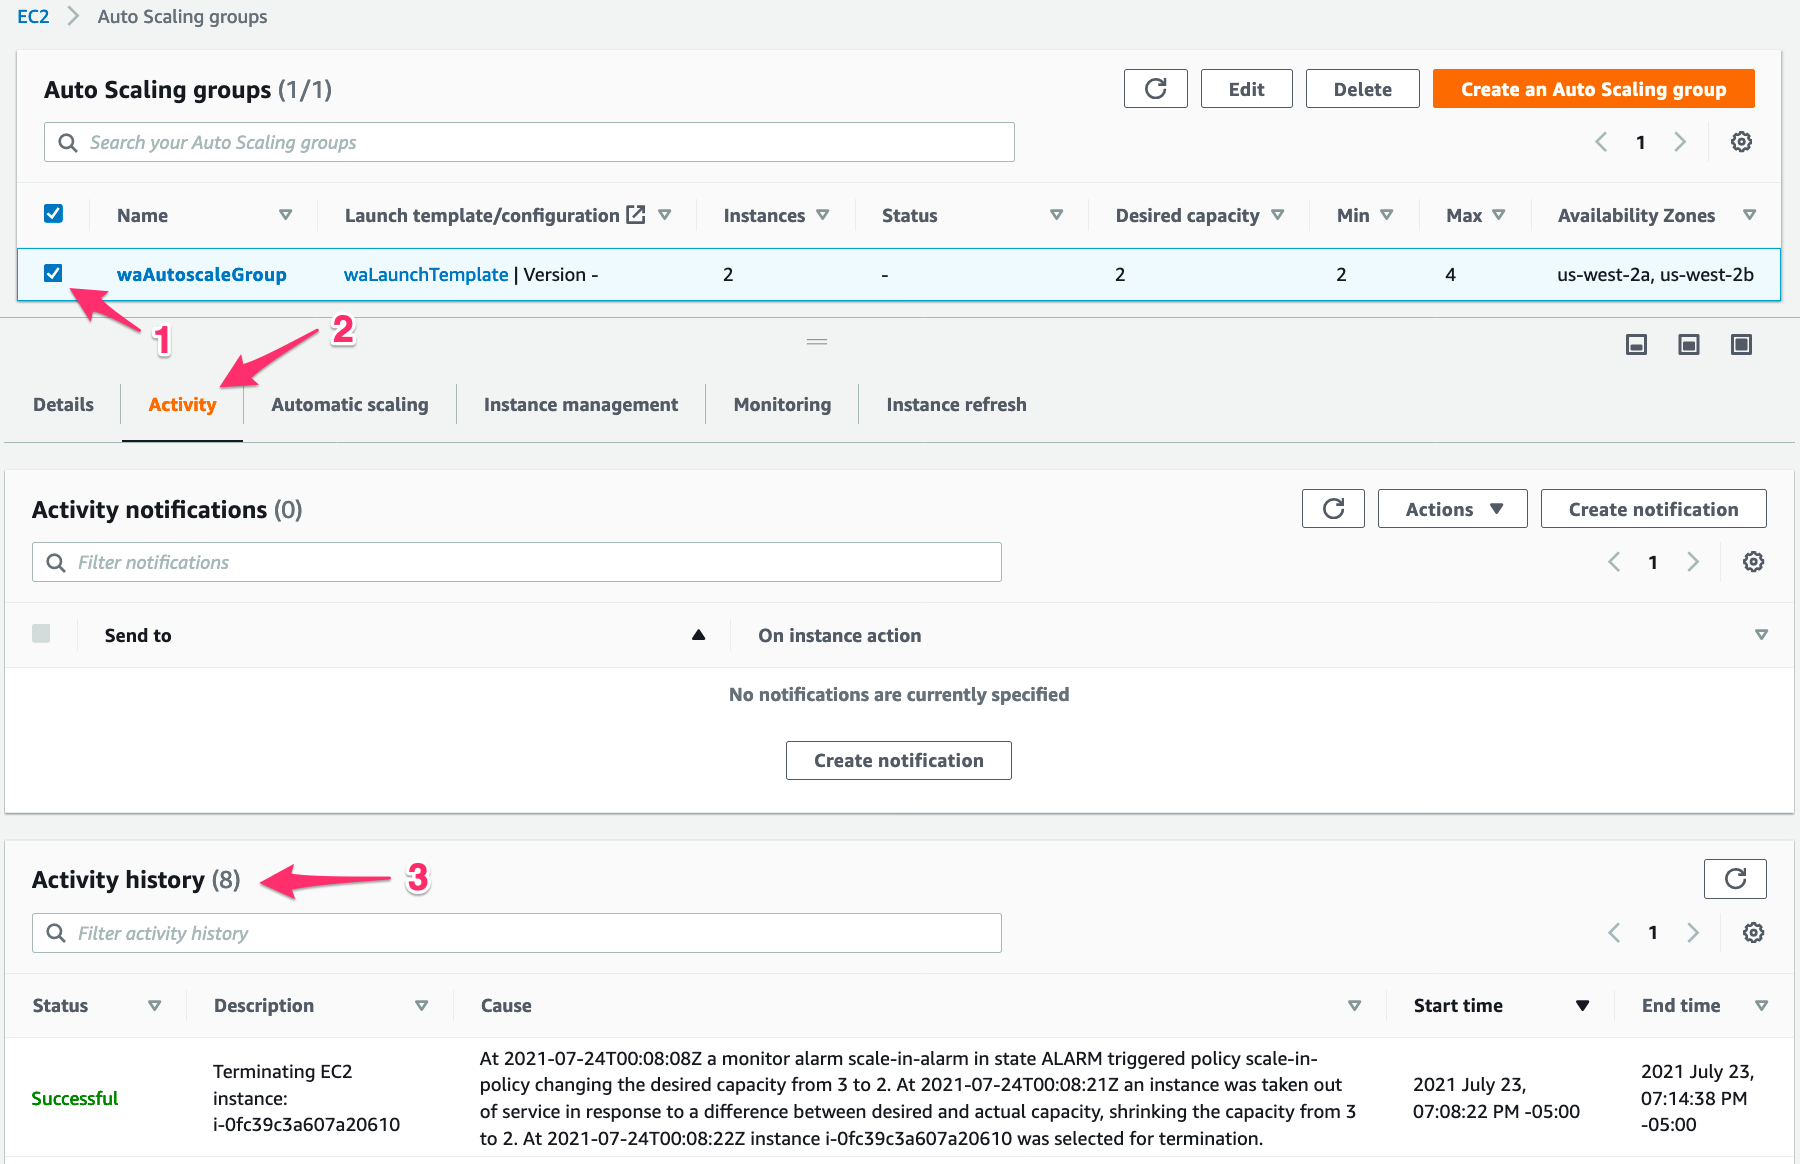 EC2 > Auto Scaling groups
Auto Scaling groups (1/1)
Edit
Delete
Create an Auto Scaling group
Search your Auto Scaling groups
1
Name
Launch template/configuration
Instances
Status
Desired capacity
Min
Max
Availability Zones
waAutoscaleGroup
waLaunchTemplate | Version -
2
-
2
2
4
us-west-2a, us-west-2b
1
2
Details
Activity
Automatic scaling
Instance management
Monitoring
Instance refresh
Activity notifications (0)
Actions
Create notification
Filter notifications
1
Send to
On instance action
No notifications are currently specified
Create notification
Activity history (8)
3
Filter activity history
1
Status
Description
Cause
Start time
End time
Successful
Terminating EC2
instance:
i-0fc39c3a607a20610
At 2021-07-24T00:08:08Z a monitor alarm scale-in-alarm in state ALARM triggered policy scale-in-
policy changing the desired capacity from 3 to 2. At 2021-07-24T00:08:21Z an instance was taken out
of service in response to a difference between desired and actual capacity, shrinking the capacity from 3
to 2. At 2021-07-24T00:08:22Z instance i-0fc39c3a607a20610 was selected for termination.
2021 July 23,
07:08:22 PM -05:00
2021 July 23,
07:14:38 PM
-05:00